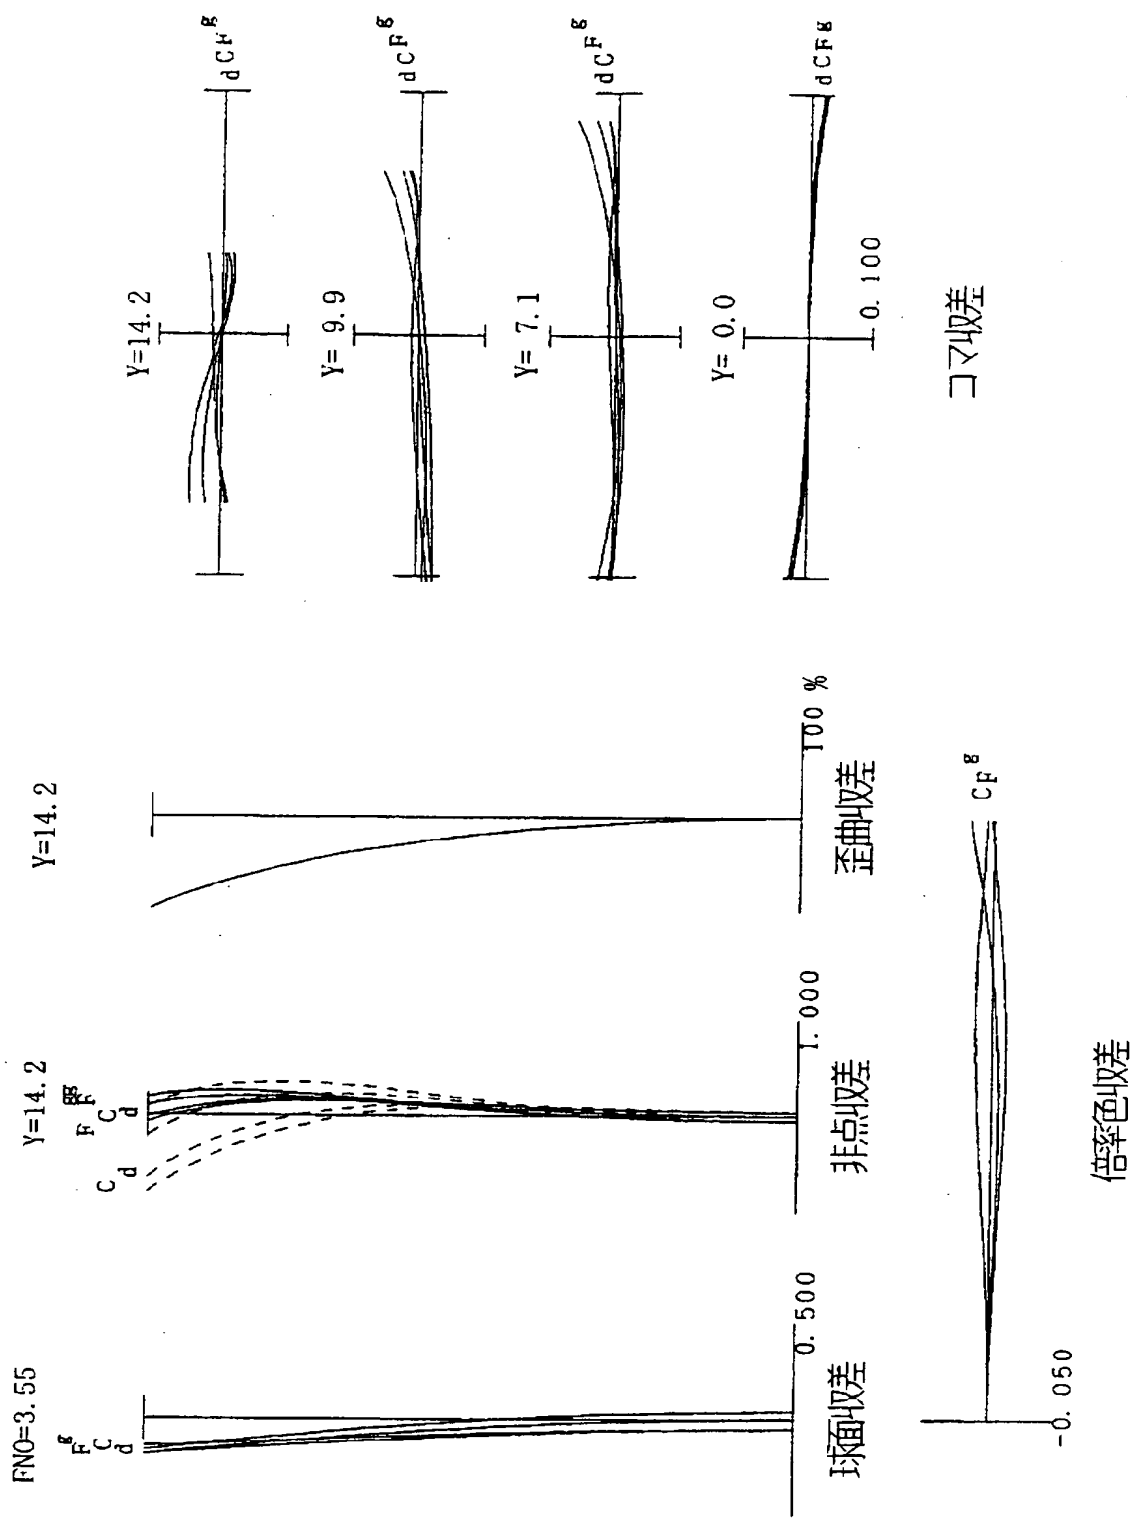 FNO=3.55
F g
C
d
0.500
球面収差
Y=14.2
g
F
F C d
C d
1.000
非点収差
Y=14.2
100 %
歪曲収差
Y=14.2
d C F g
Y= 9.9
d C F g
Y= 7.1
d C F g
Y= 0.0
d C F g
0.100
コマ収差
C F g
-0.050
倍率色収差